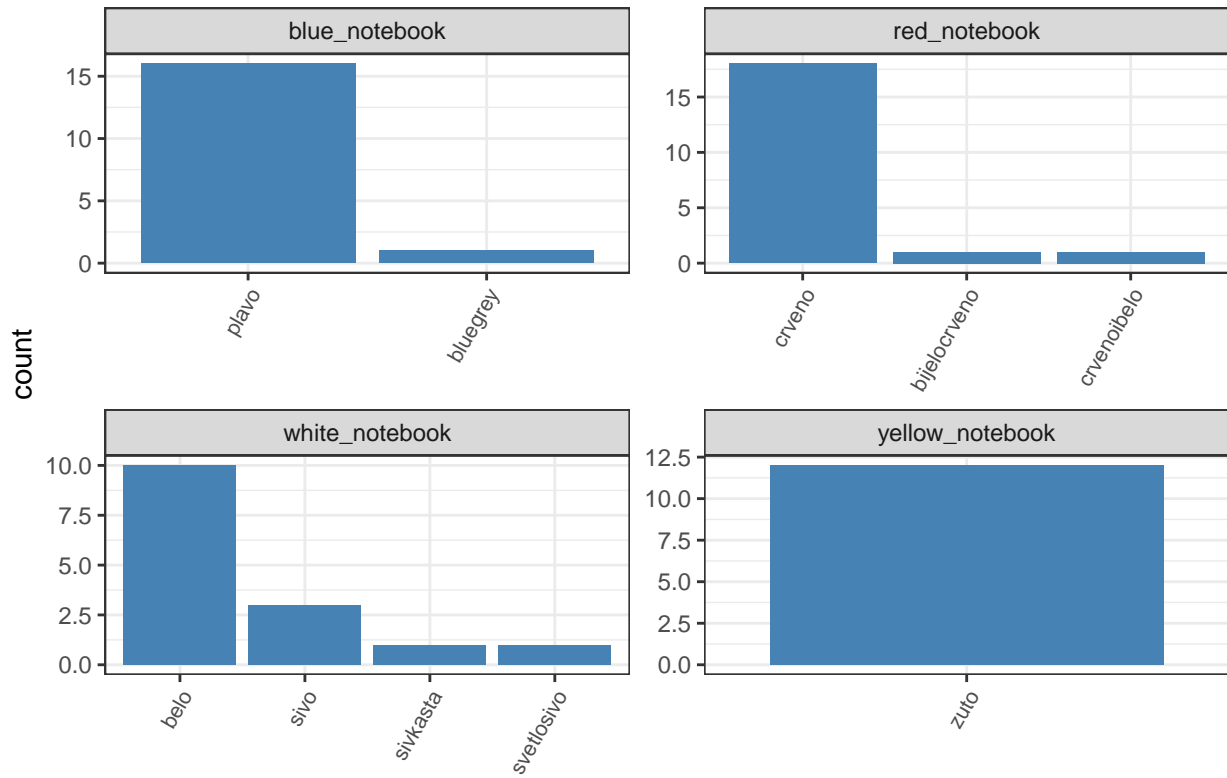 blue_notebook
15
10
5
0
plavo
bluegrey
red_notebook
15
10
5
0
crveno
bijelocrveno
crvenoibelo
count
white_notebook
10.0
7.5
5.0
2.5
0.0
belo
sivo
sivkasta
svetlosivo
yellow_notebook
12.5
10.0
7.5
5.0
2.5
0.0
zuto